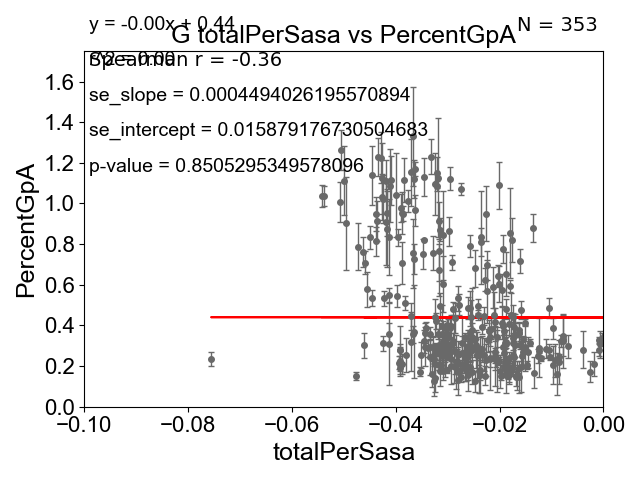 y = -0.00x + 0.44
N = 353
G totalPerSasa vs PercentGpA
Spearman r = -0.36
R^2 = 0.00
se_slope = 0.0004494026195570894
se_intercept = 0.015879176730504683
p-value = 0.8505295349578096
PercentGpA
1.6
1.4
1.2
1.0
0.8
0.6
0.4
0.2
0.0
−0.10 −0.08 −0.06 −0.04 −0.02 0.00
totalPerSasa